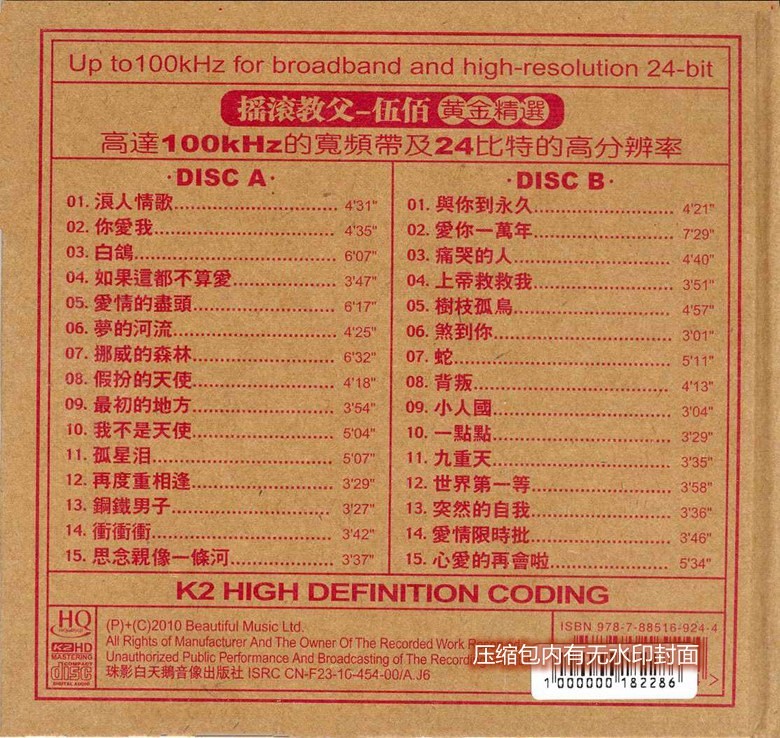 Up to100kHz for broadband and high-resolution 24-bit
摇滚教父-伍佰 黄金精選
高達100kHz的寬頻帶及24比特的高分辨率
·DISC A·
01. 浪人情歌 4'31"
02. 你愛我 4'35"
03. 白鴿 6'07"
04. 如果這都不算愛 3'47"
05. 愛情的盡頭 6'17"
06. 夢的河流 4'25"
07. 挪威的森林 6'32"
08. 假扮的天使 4'18"
09. 最初的地方 3'54"
10. 我不是天使 5'04"
11. 孤星泪 5'07"
12. 再度重相逢 3'29"
13. 鋼鐵男子 3'27"
14. 衝衝衝 3'42"
15. 思念親像一條河 3'37"
·DISC B·
01. 與你到永久 4'21"
02. 愛你一萬年 7'29"
03. 痛哭的人 4'40"
04. 上帝救救我 3'51"
05. 樹枝孤鳥 4'57"
06. 煞到你 3'01"
07. 蛇 5'11"
08. 背叛 4'13"
09. 小人國 3'04"
10. 一點點 3'29"
11. 九重天 3'35"
12. 世界第一等 3'58"
13. 突然的自我 3'36"
14. 愛情限時批 3'46"
15. 心愛的再會啦 5'34"
K2 HIGH DEFINITION CODING
HQ
K2HD
MASTERING
COMPACT
disc
DIGITAL AUDIO
(P)+(C)2010 Beautiful Music Ltd.
All Rights of Manufacturer And The Owner Of The Recorded Work
Unauthorized Public Performance And Broadcasting of The Record
珠影白天鵝音像出版社 ISRC CN-F23-10-454-00/A.J6
ISBN 978-7-88516-924-4
压缩包内有无水印封面
1000000182286
>